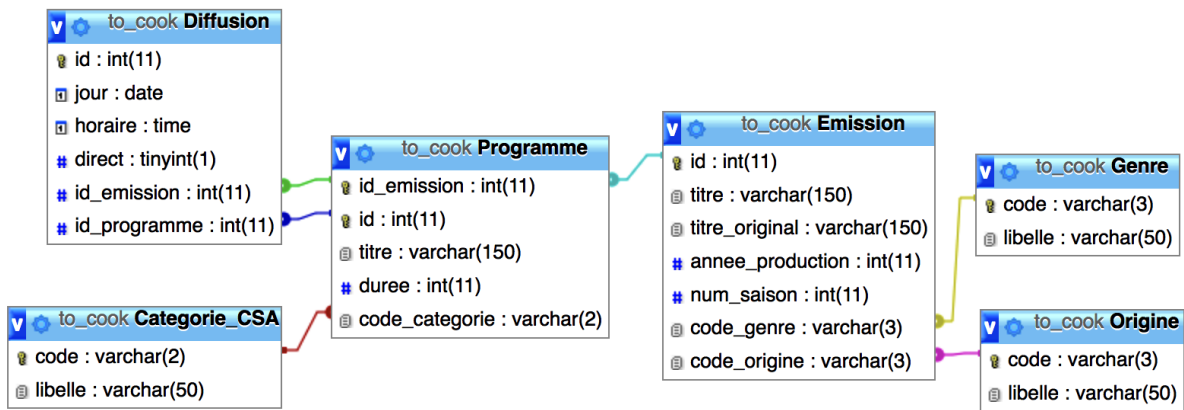 to_cook Diffusion
id : int(11)
jour : date
horaire : time
direct : tinyint(1)
id_emission : int(11)
id_programme : int(11)
to_cook Programme
id_emission : int(11)
id : int(11)
titre : varchar(150)
duree : int(11)
code_categorie : varchar(2)
to_cook Categorie_CSA
code : varchar(2)
libelle : varchar(50)
to_cook Emission
id : int(11)
titre : varchar(150)
titre_original : varchar(150)
annee_production : int(11)
num_saison : int(11)
code_genre : varchar(3)
code_origine : varchar(3)
to_cook Genre
code : varchar(3)
libelle : varchar(50)
to_cook Origine
code : varchar(3)
libelle : varchar(50)